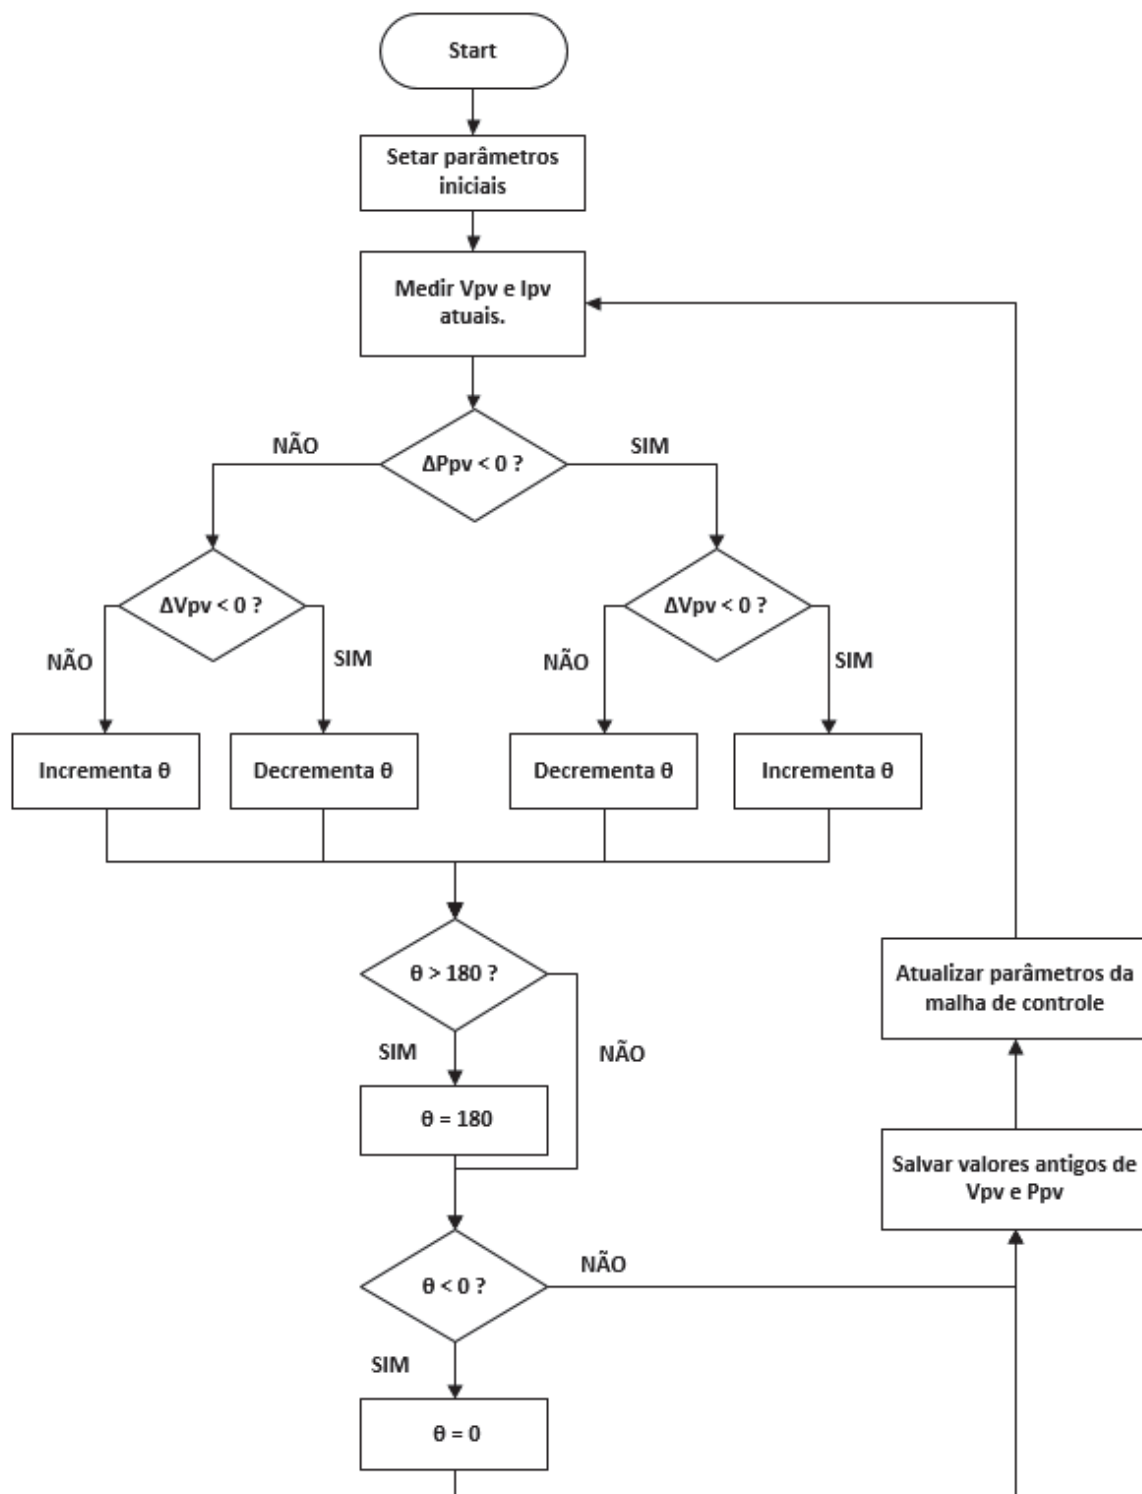 Start
Setar parâmetros
iniciais
Medir Vpv e Ipv
atuais.
NÃO
SIM
ΔPpv < 0 ?
ΔVpv < 0 ?
ΔVpv < 0 ?
NÃO
SIM
NÃO
SIM
Incrementa θ
Decrementa θ
Decrementa θ
Incrementa θ
θ > 180 ?
SIM
NÃO
θ = 180
Atualizar parâmetros da
malha de controle
Salvar valores antigos de
Vpv e Ppv
θ < 0 ?
NÃO
SIM
θ = 0